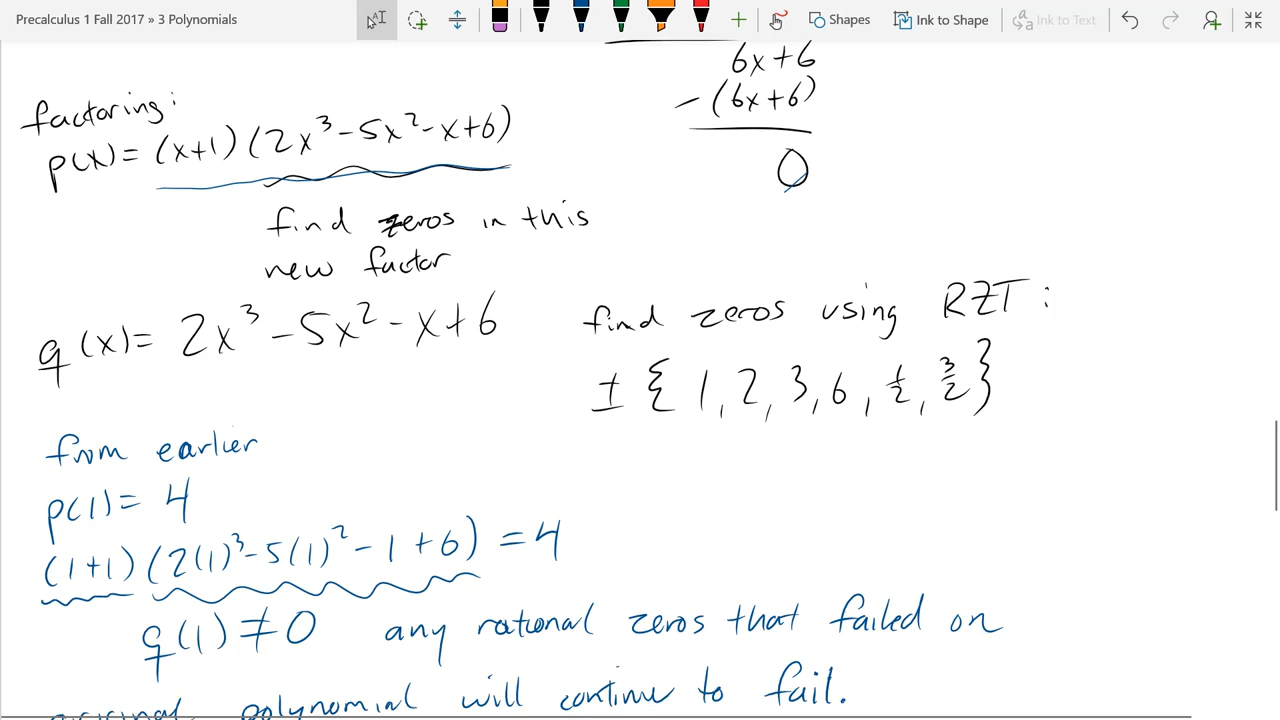 Precalculus 1 Fall 2017 » 3 Polynomials
Shapes
Ink to Shape
Ink to Text
6x+6
-(6x+6)
0
factoring:
p(x)= (x+1)(2x³-5x²-x+6)
find zeros in this
new factor
q(x)= 2x³-5x²-x+6
find zeros using RZT:
± { 1, 2, 3, 6, 1/2, 3/2 }
from earlier
p(1)= 4
(1+1)(2(1)³-5(1)²-1+6) = 4
q(1)≠0 any rational zeros that failed on
original polynomial will continue to fail.